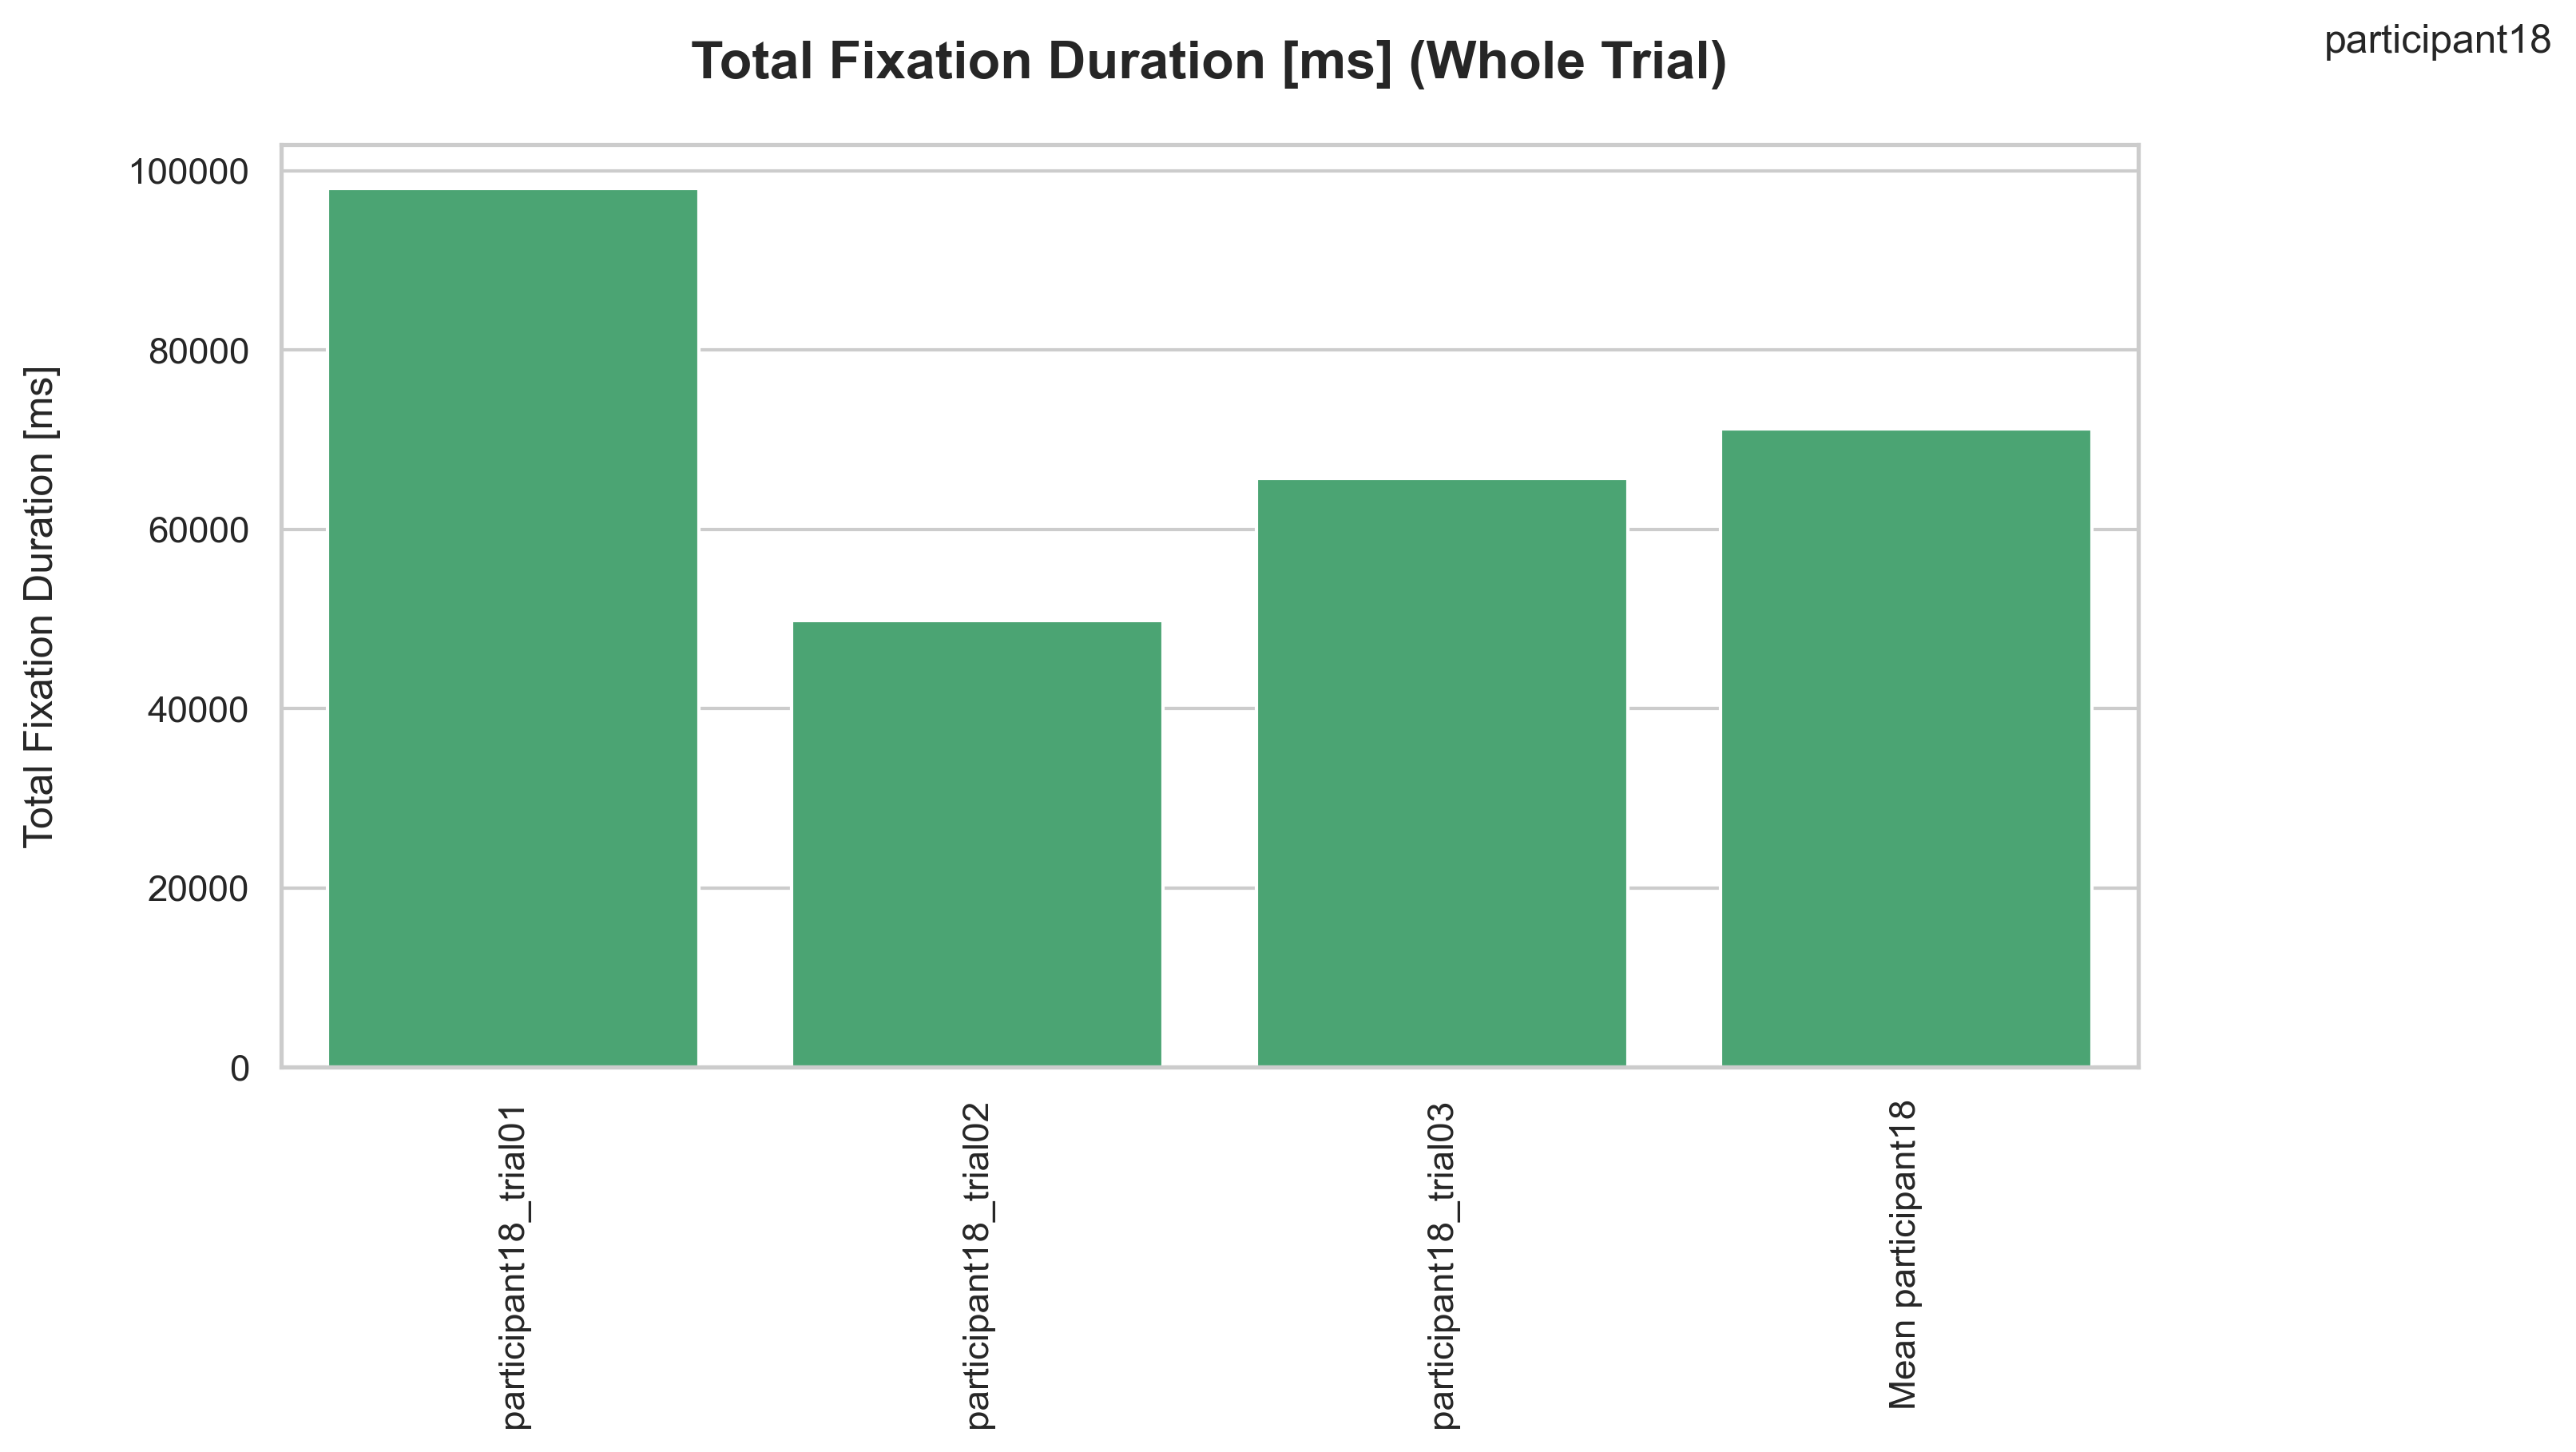 participant18
Total Fixation Duration [ms] (Whole Trial)
Total Fixation Duration [ms]
100000
80000
60000
40000
20000
0
participant18_trial01
participant18_trial02
participant18_trial03
Mean participant18